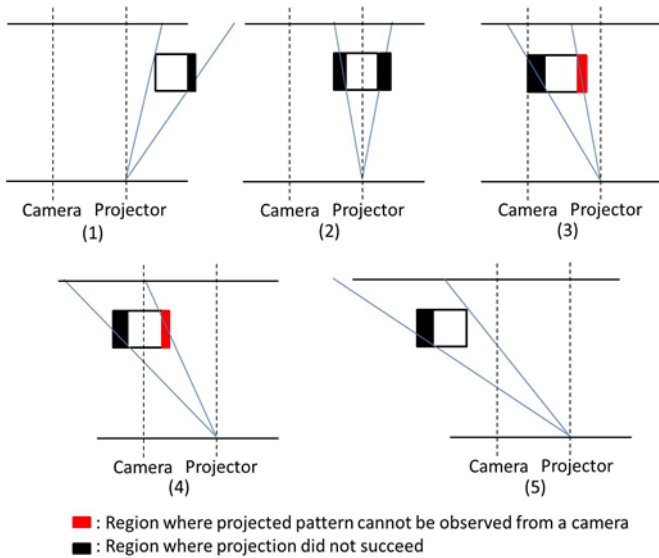 Camera Projector
(1)
Camera Projector
(2)
Camera Projector
(3)
Camera Projector
(4)
Camera Projector
(5)
: Region where projected pattern cannot be observed from a camera
: Region where projection did not succeed